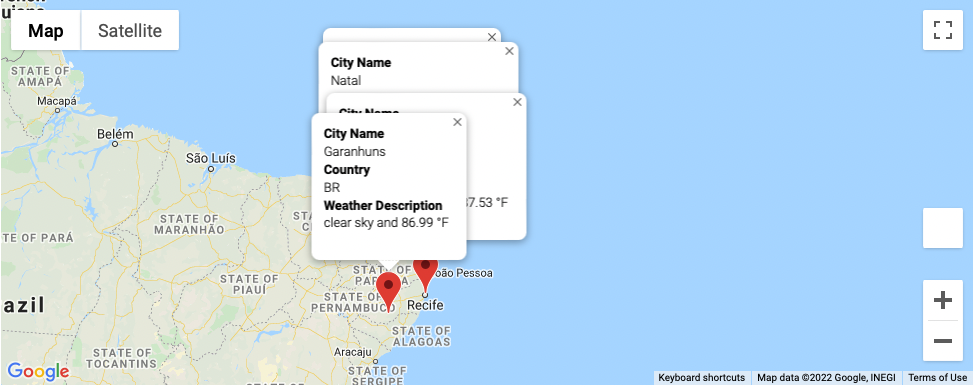 Map
Satellite
STATE OF
AMAPÁ
Macapá
Belém
São Luís
STATE OF
MARANHÃO
TE OF PARÁ
STATE OF
PIAUÍ
razil
STATE OF
TOCANTINS
City Name
Natal
City Name
87.53 °F
City Name
Garanhuns
Country
BR
Weather Description
clear sky and 86.99 °F
João Pessoa
STATE OF
STATE OF
PERNAMBUCO
Recife
STATE OF
ALAGOAS
Aracaju
STATE OF
SERGIPE
Google
Keyboard shortcuts
Map data ©2022 Google, INEGI
Terms of Use